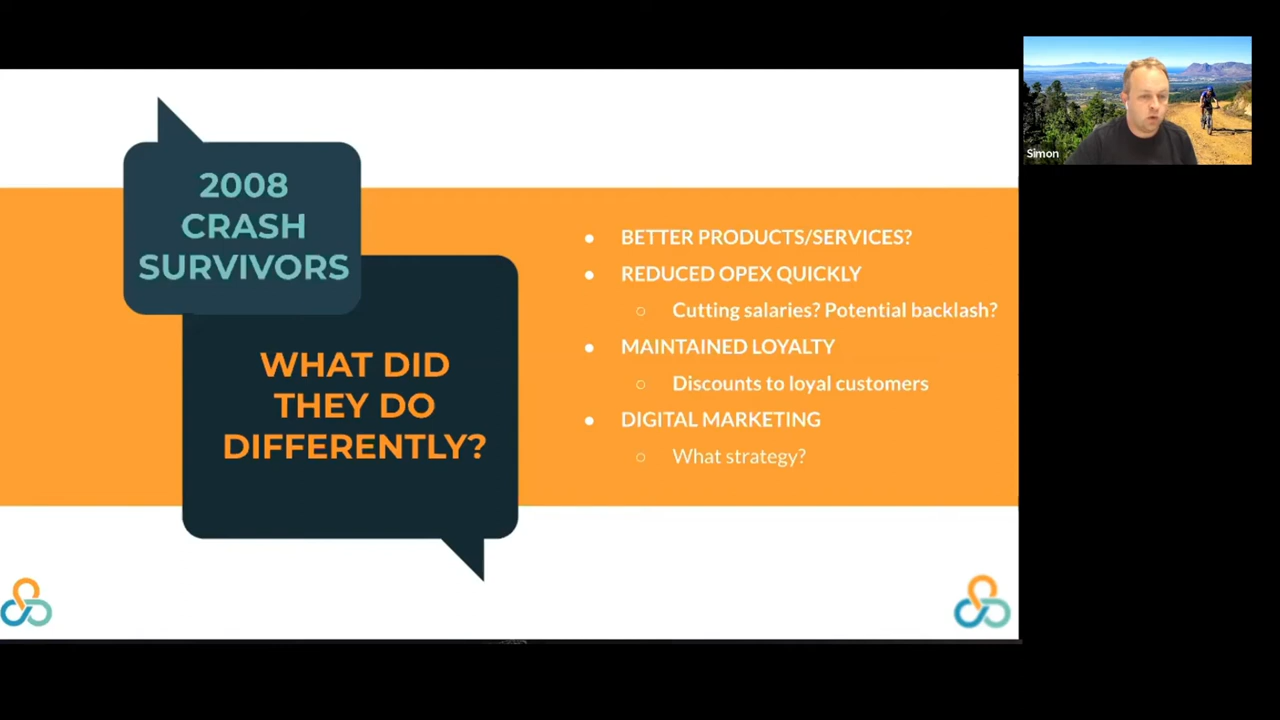 2008
CRASH
SURVIVORS
WHAT DID
THEY DO
DIFFERENTLY?
● BETTER PRODUCTS/SERVICES?
● REDUCED OPEX QUICKLY
○ Cutting salaries? Potential backlash?
● MAINTAINED LOYALTY
○ Discounts to loyal customers
● DIGITAL MARKETING
○ What strategy?
Simon